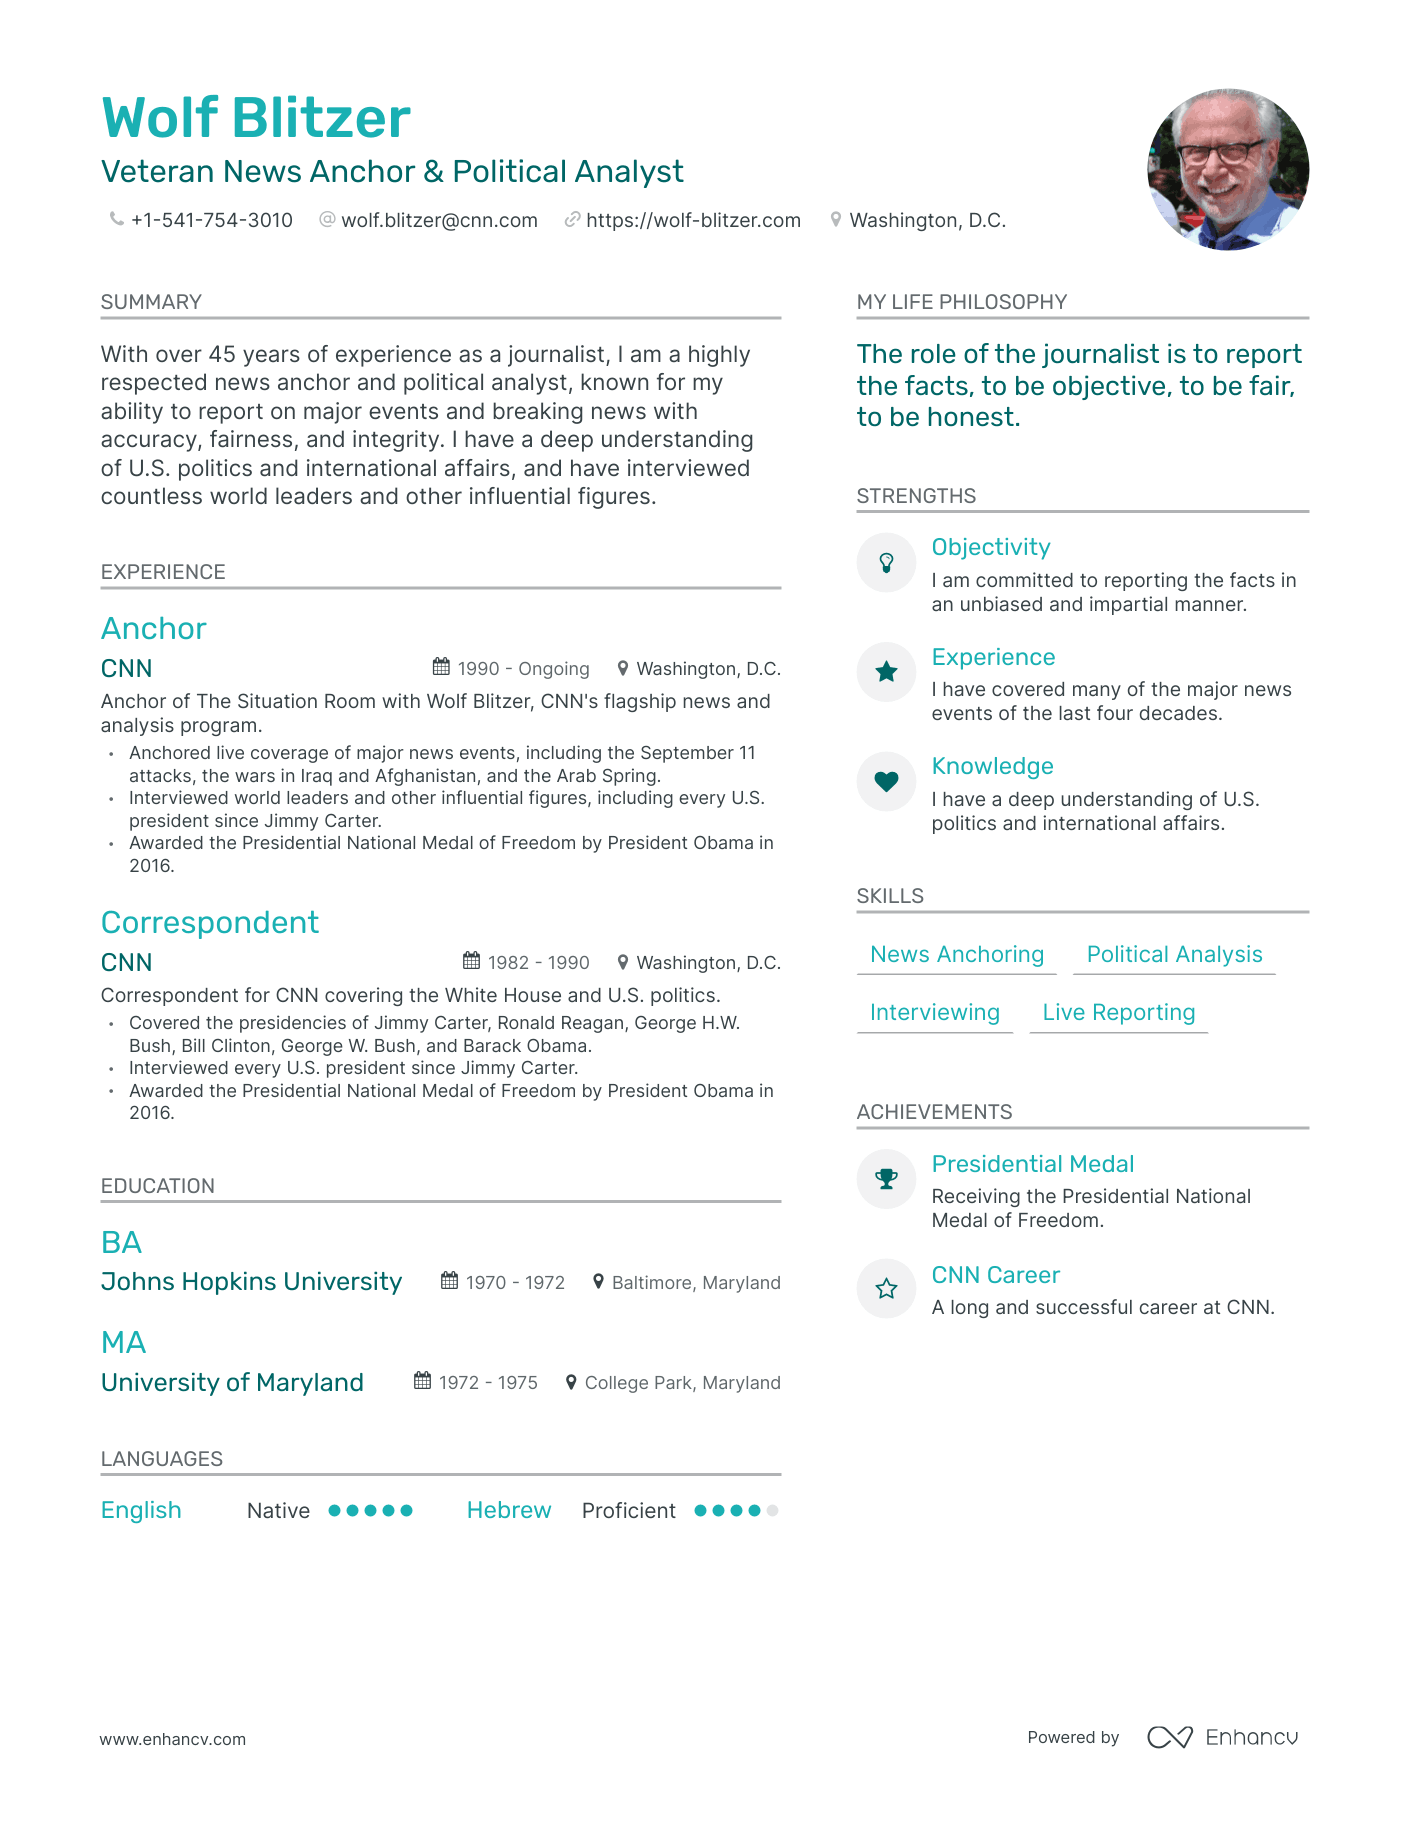 Wolf Blitzer
Veteran News Anchor & Political Analyst
+1-541-754-3010 @ wolf.blitzer@cnn.com https://wolf-blitzer.com Washington, D.C.
SUMMARY
With over 45 years of experience as a journalist, I am a highly
respected news anchor and political analyst, known for my
ability to report on major events and breaking news with
accuracy, fairness, and integrity. I have a deep understanding
of U.S. politics and international affairs, and have interviewed
countless world leaders and other influential figures.
EXPERIENCE
Anchor
CNN 1990 - Ongoing Washington, D.C.
Anchor of The Situation Room with Wolf Blitzer, CNN's flagship news and
analysis program.
• Anchored live coverage of major news events, including the September 11
attacks, the wars in Iraq and Afghanistan, and the Arab Spring.
• Interviewed world leaders and other influential figures, including every U.S.
president since Jimmy Carter.
• Awarded the Presidential National Medal of Freedom by President Obama in
2016.
Correspondent
CNN 1982 - 1990 Washington, D.C.
Correspondent for CNN covering the White House and U.S. politics.
• Covered the presidencies of Jimmy Carter, Ronald Reagan, George H.W.
Bush, Bill Clinton, George W. Bush, and Barack Obama.
• Interviewed every U.S. president since Jimmy Carter.
• Awarded the Presidential National Medal of Freedom by President Obama in
2016.
EDUCATION
BA
Johns Hopkins University 1970 - 1972 Baltimore, Maryland
MA
University of Maryland 1972 - 1975 College Park, Maryland
LANGUAGES
English Native Hebrew Proficient
MY LIFE PHILOSOPHY
The role of the journalist is to report
the facts, to be objective, to be fair,
to be honest.
STRENGTHS
Objectivity
I am committed to reporting the facts in
an unbiased and impartial manner.
Experience
I have covered many of the major news
events of the last four decades.
Knowledge
I have a deep understanding of U.S.
politics and international affairs.
SKILLS
News Anchoring Political Analysis
Interviewing Live Reporting
ACHIEVEMENTS
Presidential Medal
Receiving the Presidential National
Medal of Freedom.
CNN Career
A long and successful career at CNN.
www.enhancv.com
Powered by Enhancv